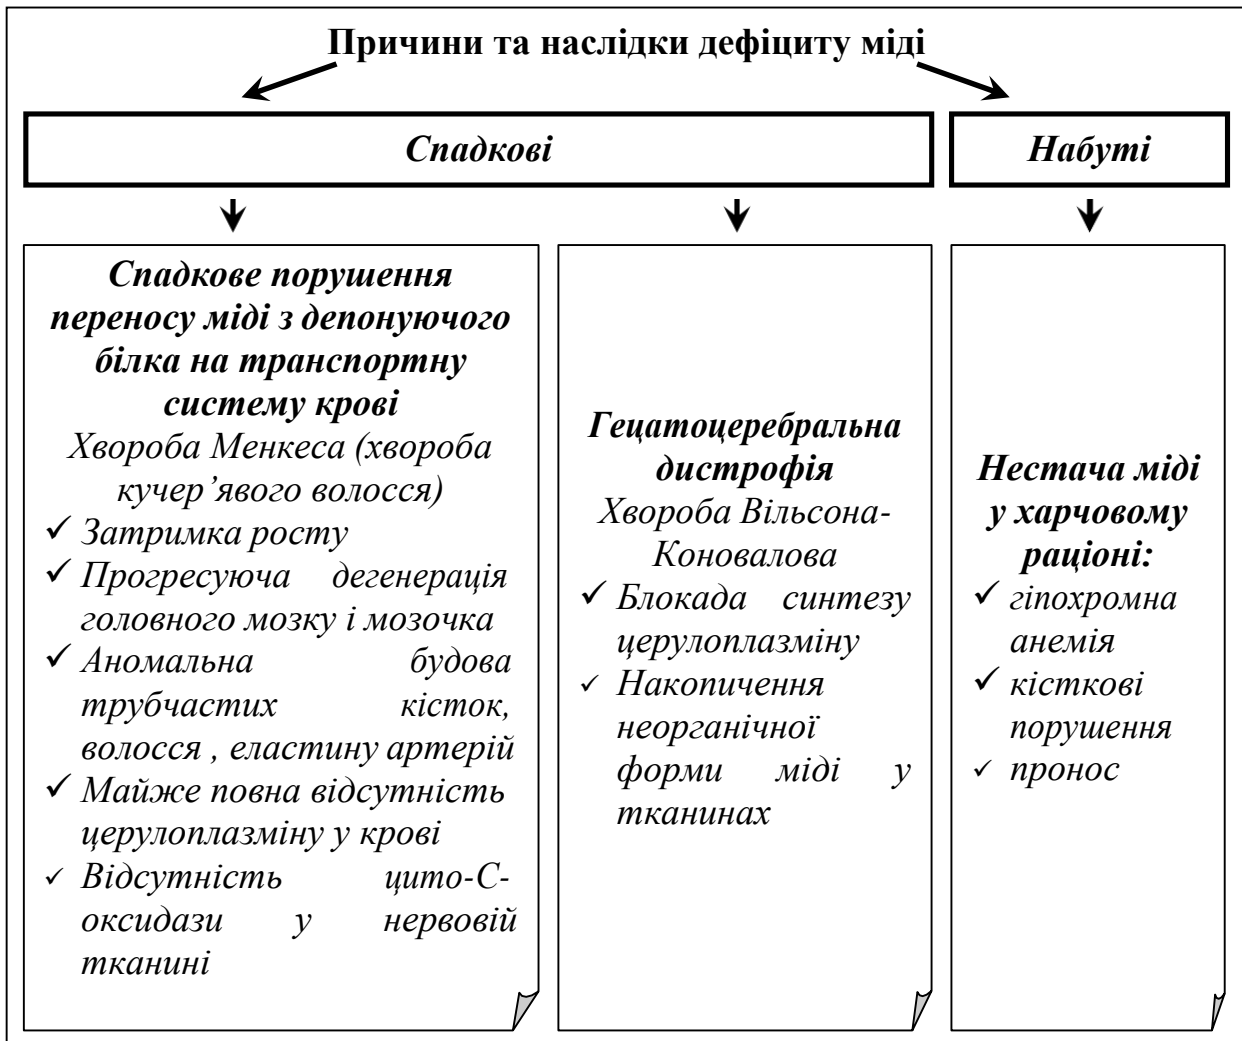 Причини та наслідки дефіциту міді
Спадкові
Набуті
Спадкове порушення
переносу міді з депонуючого
білка на транспортну
систему крові
Хвороба Менкеса (хвороба
кучер’явого волосся)
✓ Затримка росту
✓ Прогресуюча дегенерація
головного мозку і мозочка
✓ Аномальна будова
трубчастих кісток,
волосся , еластину артерій
✓ Майже повна відсутність
церулоплазміну у крові
✓ Відсутність цито-С-
оксидази у нервовій
тканині
Гецатоцеребральна
дистрофія
Хвороба Вільсона-
Коновалова
✓ Блокада синтезу
церулоплазміну
✓ Накопичення
неорганічної
форми міді у
тканинах
Нестача міді
у харчовому
раціоні:
✓ гіпохромна
анемія
✓ кісткові
порушення
✓ пронос